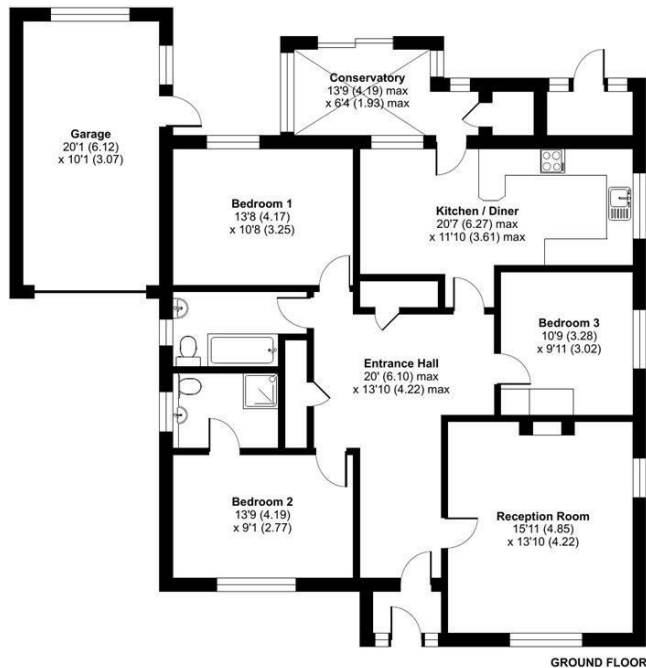 Conservatory
13'9 (4.19) max
x 6'4 (1.93) max
Garage
20'1 (6.12)
x 10'1 (3.07)
Bedroom 1
13'8 (4.17)
x 10'8 (3.25)
Kitchen / Diner
20'7 (6.27) max
x 11'10 (3.61) max
Bedroom 3
10'9 (3.28)
x 9'11 (3.02)
Entrance Hall
20' (6.10) max
x 13'10 (4.22) max
Bedroom 2
13'9 (4.19)
x 9'1 (2.77)
Reception Room
15'11 (4.85)
x 13'10 (4.22)
GROUND FLOOR